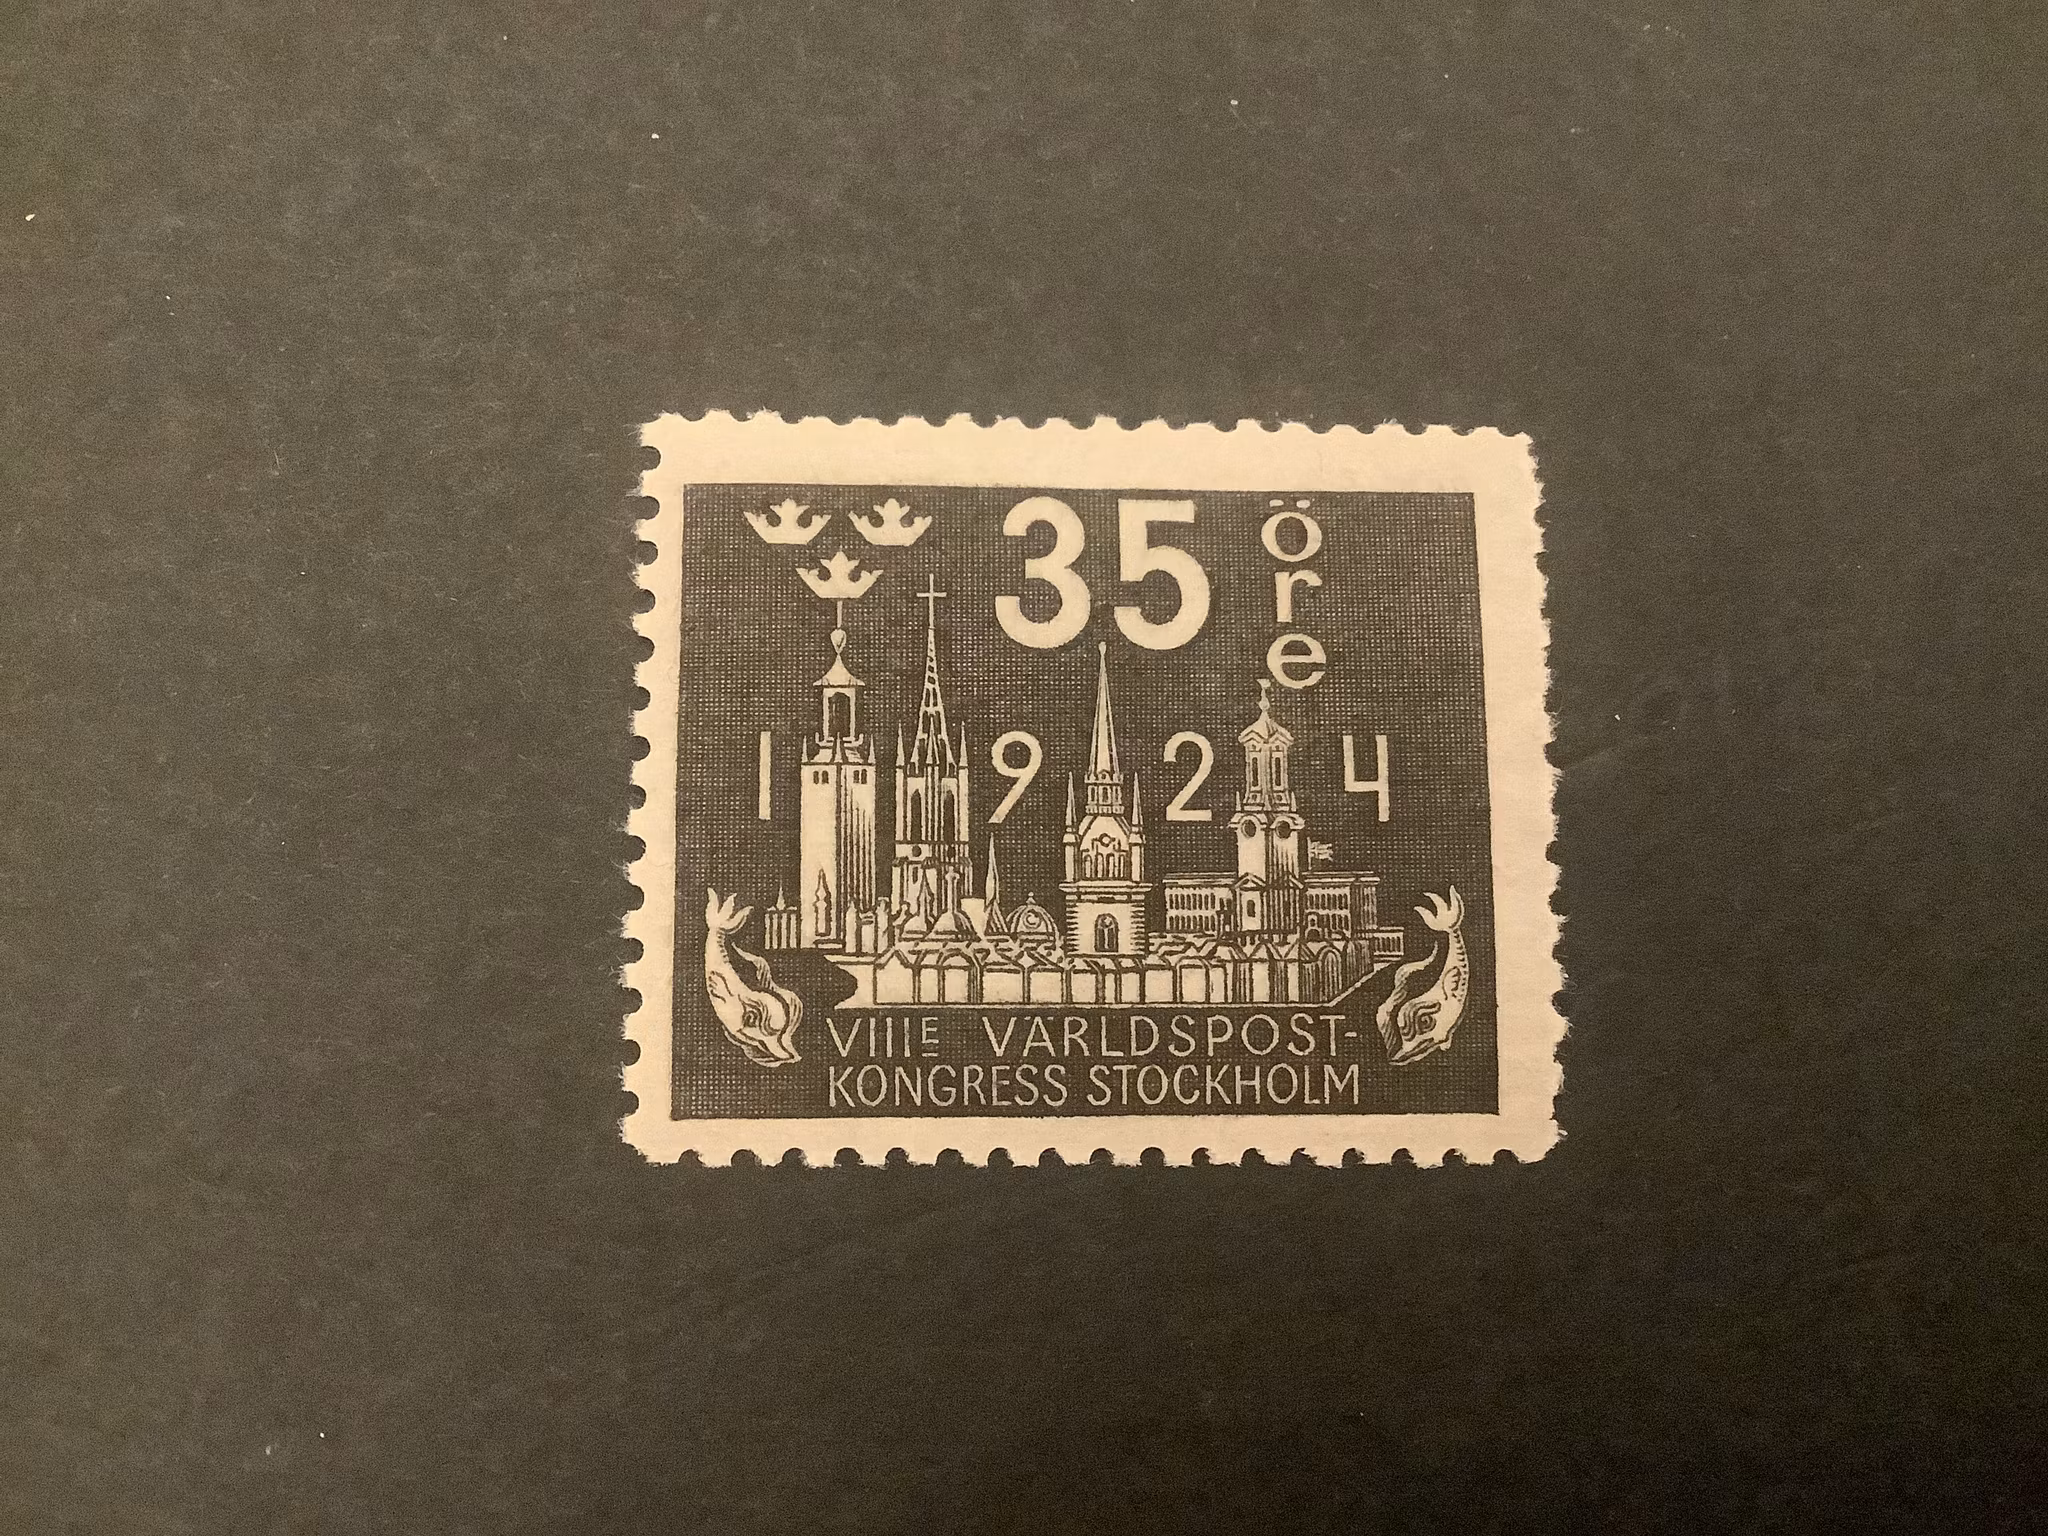 35 öre
1924
VIIIE VÄRLDSPOST-
KONGRESS STOCKHOLM